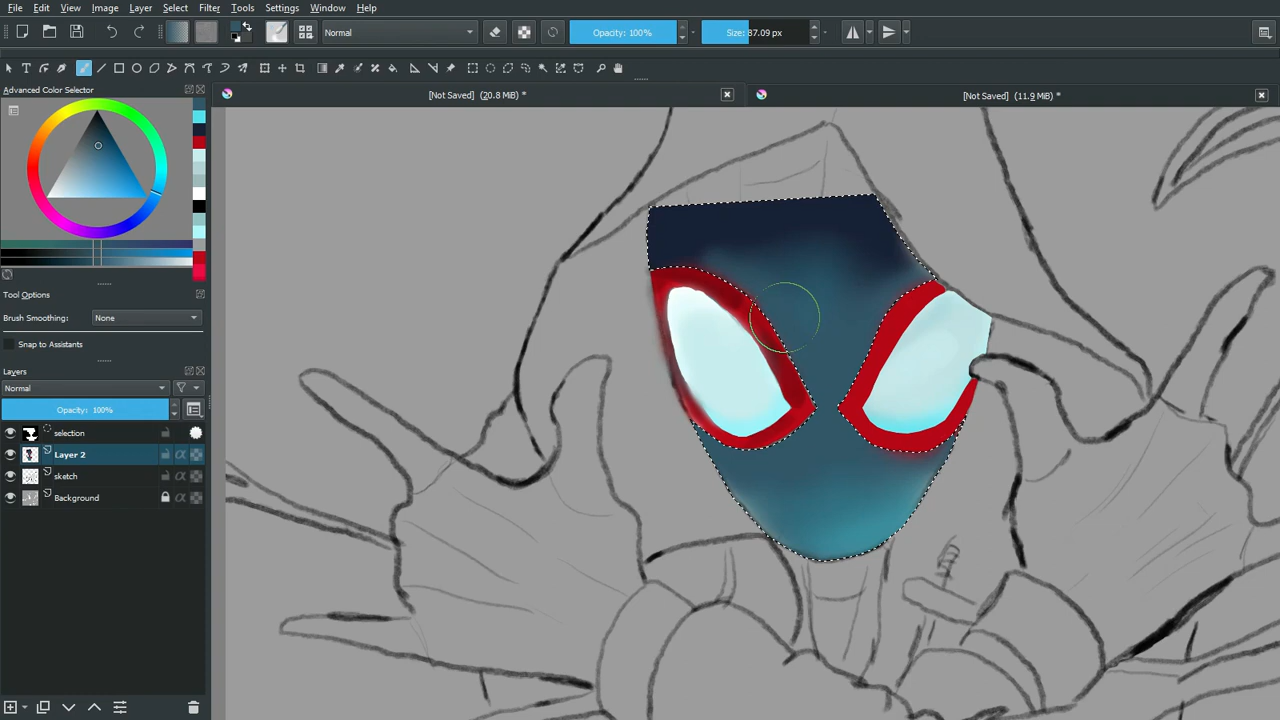 File Edit View Image Layer Select Filter Tools Settings Window Help
Normal Opacity: 100% Size: 87.09 px
Advanced Color Selector
[Not Saved] (20.8 MiB) * [Not Saved] (11.9 MiB) *
Tool Options
Brush Smoothing: None
Snap to Assistants
Layers
Normal
Opacity: 100%
selection
Layer 2
sketch
Background